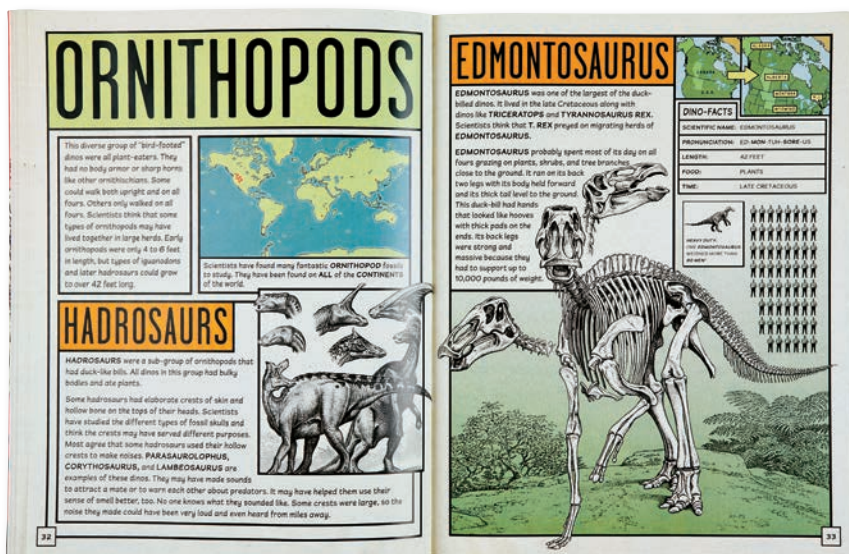 ORNITHOPODS
This diverse group of "bird-footed"
dinos were all plant-eaters. They
had no body armor or sharp horns
like other ornithischians. Some
could walk both upright and on all
fours. Others only walked on all
fours. Scientists think that some
types of ornithopods may have
lived together in large herds. Early
ornithopods were only 4 to 6 feet
in length, but types of iguanodons
and later hadrosaurs could grow
to over 42 feet long.
Scientists have found many fantastic ORNITHOPOD fossils
to study. They have been found on ALL of the CONTINENTS
of the world.
HADROSAURS
HADROSAURS were a sub-group of ornithopods that
had duck-like bills. All dinos in this group had bulky
bodies and ate plants.
Some hadrosaurs had elaborate crests of skin and
hollow bone on the tops of their heads. Scientists
have studied the different types of fossil skulls and
think the crests may have served different purposes.
Most agree that some hadrosaurs used their hollow
crests to make noises. PARASAUROLOPHUS,
CORYTHOSAURUS, and LAMBEOSAURUS are
examples of these dinos. They may have made sounds
to attract a mate or to warn each other about predators. It may have helped them use their
sense of smell better, too. No one knows what they sounded like. Some crests were large, so the
noise they made could have been very loud and even heard from miles away.
32
EDMONTOSAURUS
EDMONTOSAURUS was one of the largest of the duck-
billed dinos. It lived in the late Cretaceous along with
dinos like TRICERATOPS and TYRANNOSAURUS REX.
Scientists think that T. REX preyed on migrating herds of
EDMONTOSAURUS.
EDMONTOSAURUS probably spent most of its day on all
fours grazing on plants, shrubs, and tree branches
close to the ground. It ran on its back
two legs with its body held forward
and its thick tail level to the ground.
This duck-bill had hands
that looked like hooves
with thick pads on the
ends. Its back legs
were strong and
massive because they
had to support up to
10,000 pounds of weight.
CANADA
U.S.A.
ALASKA
ALBERTA
MONTANA
WYOMING
DINO-FACTS
SCIENTIFIC NAME: EDMONTOSAURUS
PRONUNCIATION: ED-MON-TUH-SORE-US
LENGTH: 42 FEET
FOOD: PLANTS
TIME: LATE CRETACEOUS
HEAVY DUTY:
ONE EDMONTOSAURUS
WEIGHED MORE THAN
80 MEN!
33